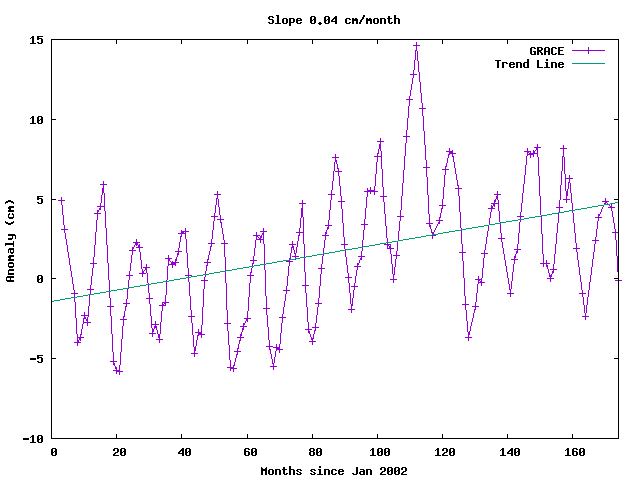 Slope 0.04 cm/month
15
10
5
0
-5
-10
Anomaly (cm)
GRACE
Trend Line
0 20 40 60 80 100 120 140 160
Months since Jan 2002